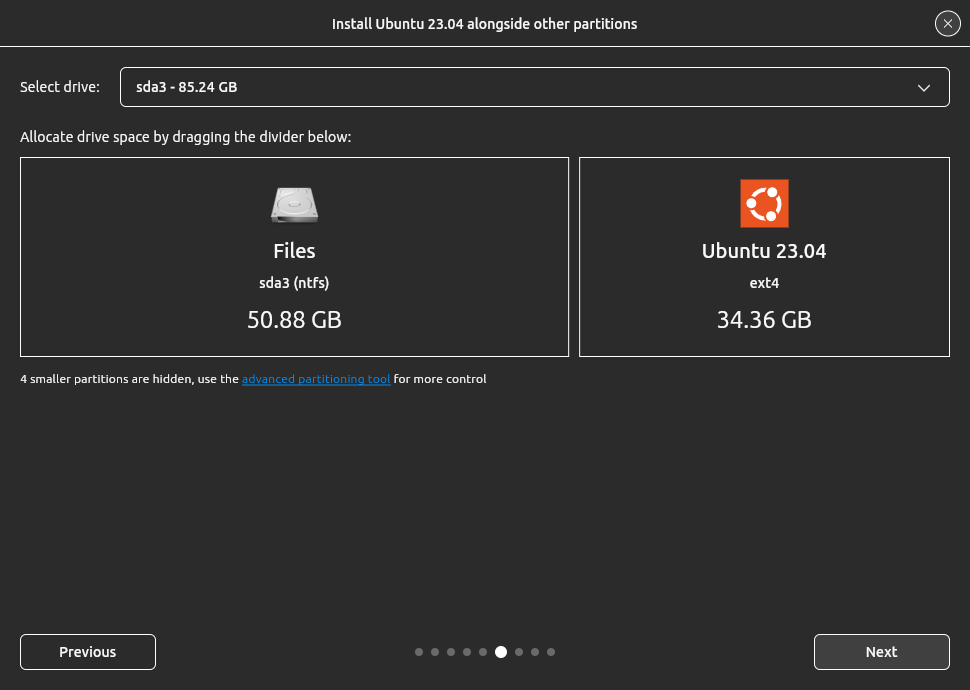 Install Ubuntu 23.04 alongside other partitions
Select drive: sda3 - 85.24 GB
Allocate drive space by dragging the divider below:
Files
sda3 (ntfs)
50.88 GB
Ubuntu 23.04
ext4
34.36 GB
4 smaller partitions are hidden, use the advanced partitioning tool for more control
Previous
Next